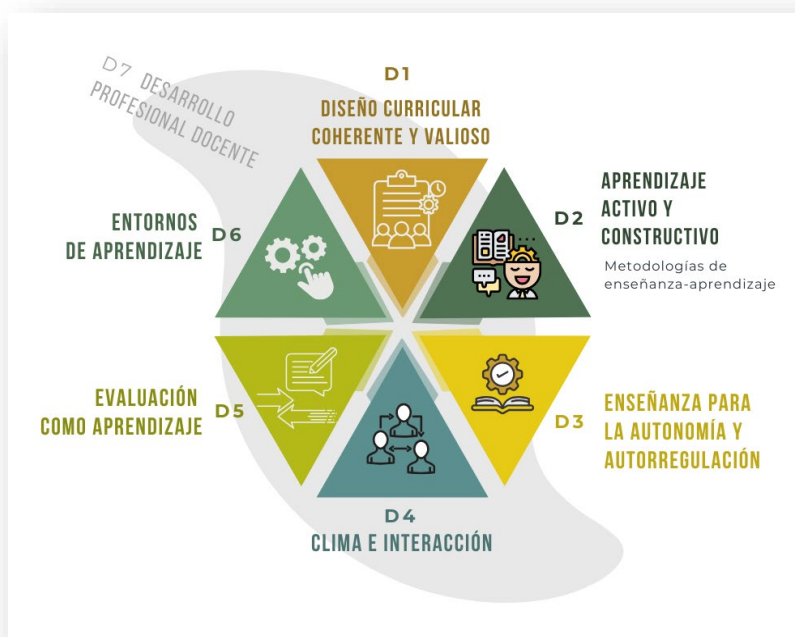 D7 DESARROLLO
PROFESIONAL DOCENTE
D1
DISEÑO CURRICULAR
COHERENTE Y VALIOSO
D2
APRENDIZAJE
ACTIVO Y
CONSTRUCTIVO
Metodologías de
enseñanza-aprendizaje
ENTORNOS
DE APRENDIZAJE
D6
EVALUACIÓN
COMO APRENDIZAJE
D5
D3
ENSEÑANZA PARA
LA AUTONOMÍA Y
AUTORREGULACIÓN
D4
CLIMA E INTERACCIÓN